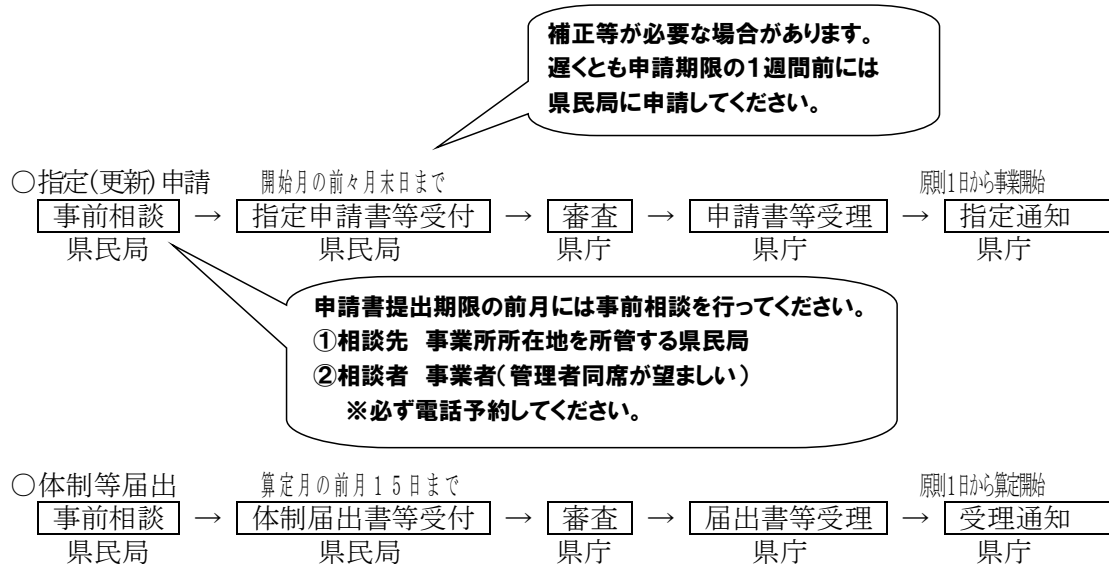 補正等が必要な場合があります。
遅くとも申請期限の1週間前には
県民局に申請してください。
○指定(更新)申請 開始月の前々月末日まで 原則1日から事業開始
事前相談 → 指定申請書等受付 → 審査 → 申請書等受理 → 指定通知
県民局 県民局 県庁 県庁 県庁
申請書提出期限の前月には事前相談を行ってください。
①相談先 事業所所在地を所管する県民局
②相談者 事業者(管理者同席が望ましい)
※必ず電話予約してください。
○体制等届出 算定月の前月15日まで 原則1日から算定開始
事前相談 → 体制届出書等受付 → 審査 → 届出書等受理 → 受理通知
県民局 県民局 県庁 県庁 県庁